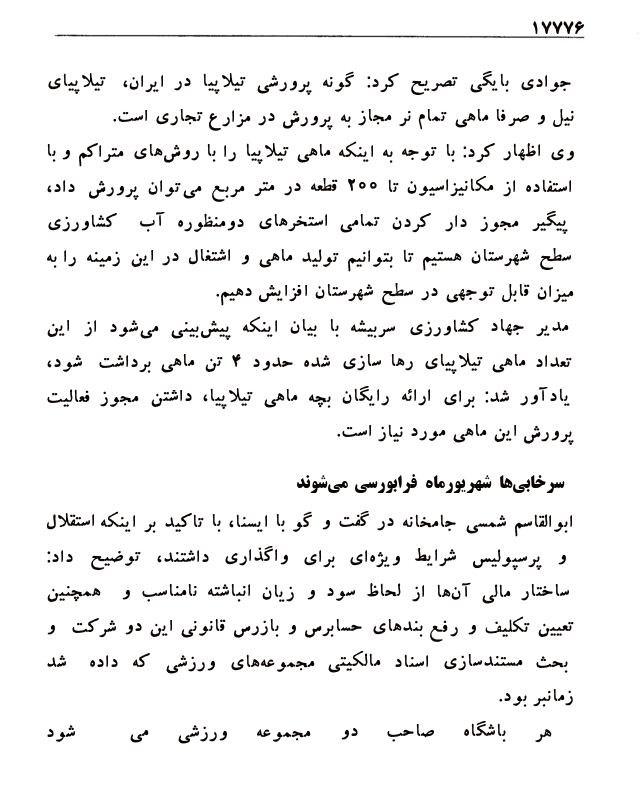 ۱۷۷۷۶
جوادی بایگی تصریح کرد: گونه پرورشی تیلاپیا در ایران، تیلاپیای
نیل و صرفا ماهی تمام نر مجاز به پرورش در مزارع تجاری است.
وی اظهار کرد: با توجه به اینکه ماهی تیلاپیا را با روش‌های متراکم و با
استفاده از مکانیزاسیون تا ۲۰۰ قطعه در متر مربع می‌توان پرورش داد،
پیگیر مجوز دار کردن تمامی استخرهای دومنظوره آب کشاورزی
سطح شهرستان هستیم تا بتوانیم تولید ماهی و اشتغال در این زمینه را به
میزان قابل توجهی در سطح شهرستان افزایش دهیم.
مدیر جهاد کشاورزی سربیشه با بیان اینکه پیش‌بینی می‌شود از این
تعداد ماهی تیلاپیای رها سازی شده حدود ۴ تن ماهی برداشت شود،
یادآور شد: برای ارائه رایگان بچه ماهی تیلاپیا، داشتن مجوز فعالیت
پرورش این ماهی مورد نیاز است.
سرخابی‌ها شهریورماه فرابورسی می‌شوند
ابوالقاسم شمسی جامخانه در گفت و گو با ایسنا، با تاکید بر اینکه استقلال
و پرسپولیس شرایط ویژه‌ای برای واگذاری داشتند، توضیح داد:
ساختار مالی آن‌ها از لحاظ سود و زیان انباشته نامناسب و همچنین
تعیین تکلیف و رفع بندهای حسابرس و بازرس قانونی این دو شرکت و
بحث مستندسازی اسناد مالکیتی مجموعه‌های ورزشی که داده شد
زمانبر بود.
هر باشگاه صاحب دو مجموعه ورزشی می شود